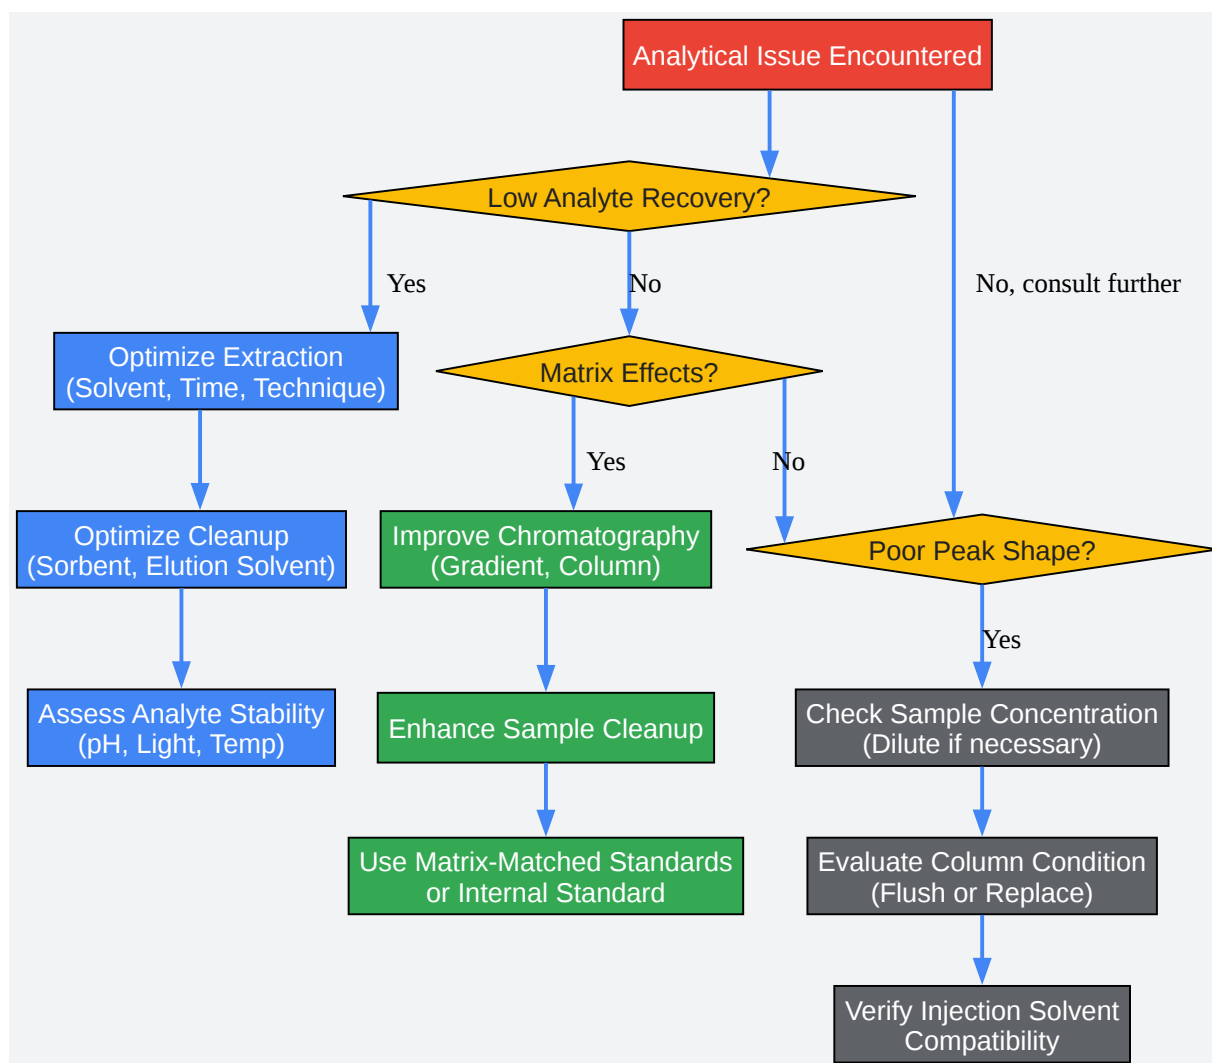 Analytical Issue Encountered
Low Analyte Recovery?
Yes
No
No, consult further
Optimize Extraction
(Solvent, Time, Technique)
Matrix Effects?
Yes
No
Optimize Cleanup
(Sorbent, Elution Solvent)
Improve Chromatography
(Gradient, Column)
Poor Peak Shape?
Yes
Assess Analyte Stability
(pH, Light, Temp)
Enhance Sample Cleanup
Check Sample Concentration
(Dilute if necessary)
Use Matrix-Matched Standards
or Internal Standard
Evaluate Column Condition
(Flush or Replace)
Verify Injection Solvent
Compatibility